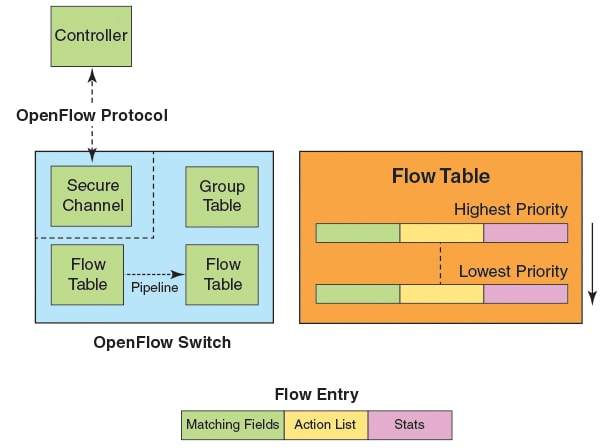 Controller
OpenFlow Protocol
Secure
Channel
Group
Table
Flow
Table
Pipeline
Flow
Table
OpenFlow Switch
Flow Table
Highest Priority
Lowest Priority
Flow Entry
Matching Fields
Action List
Stats